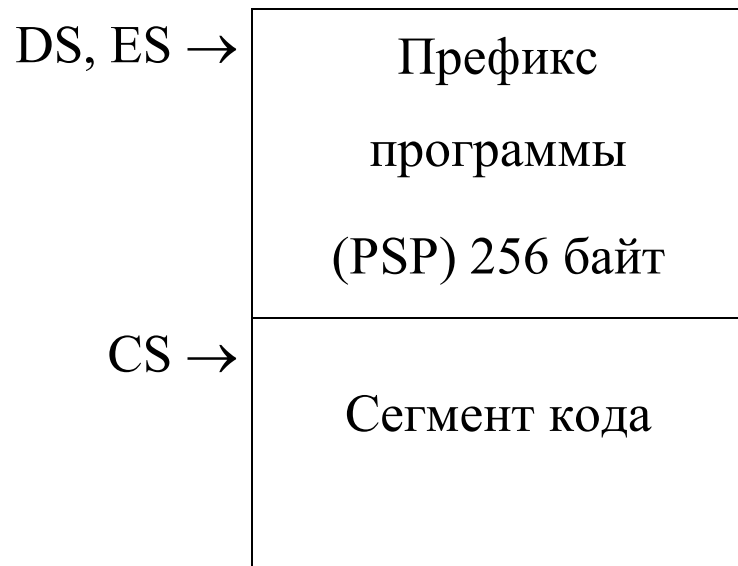 DS, ES →
Префикс
программы
(PSP) 256 байт
CS →
Сегмент кода